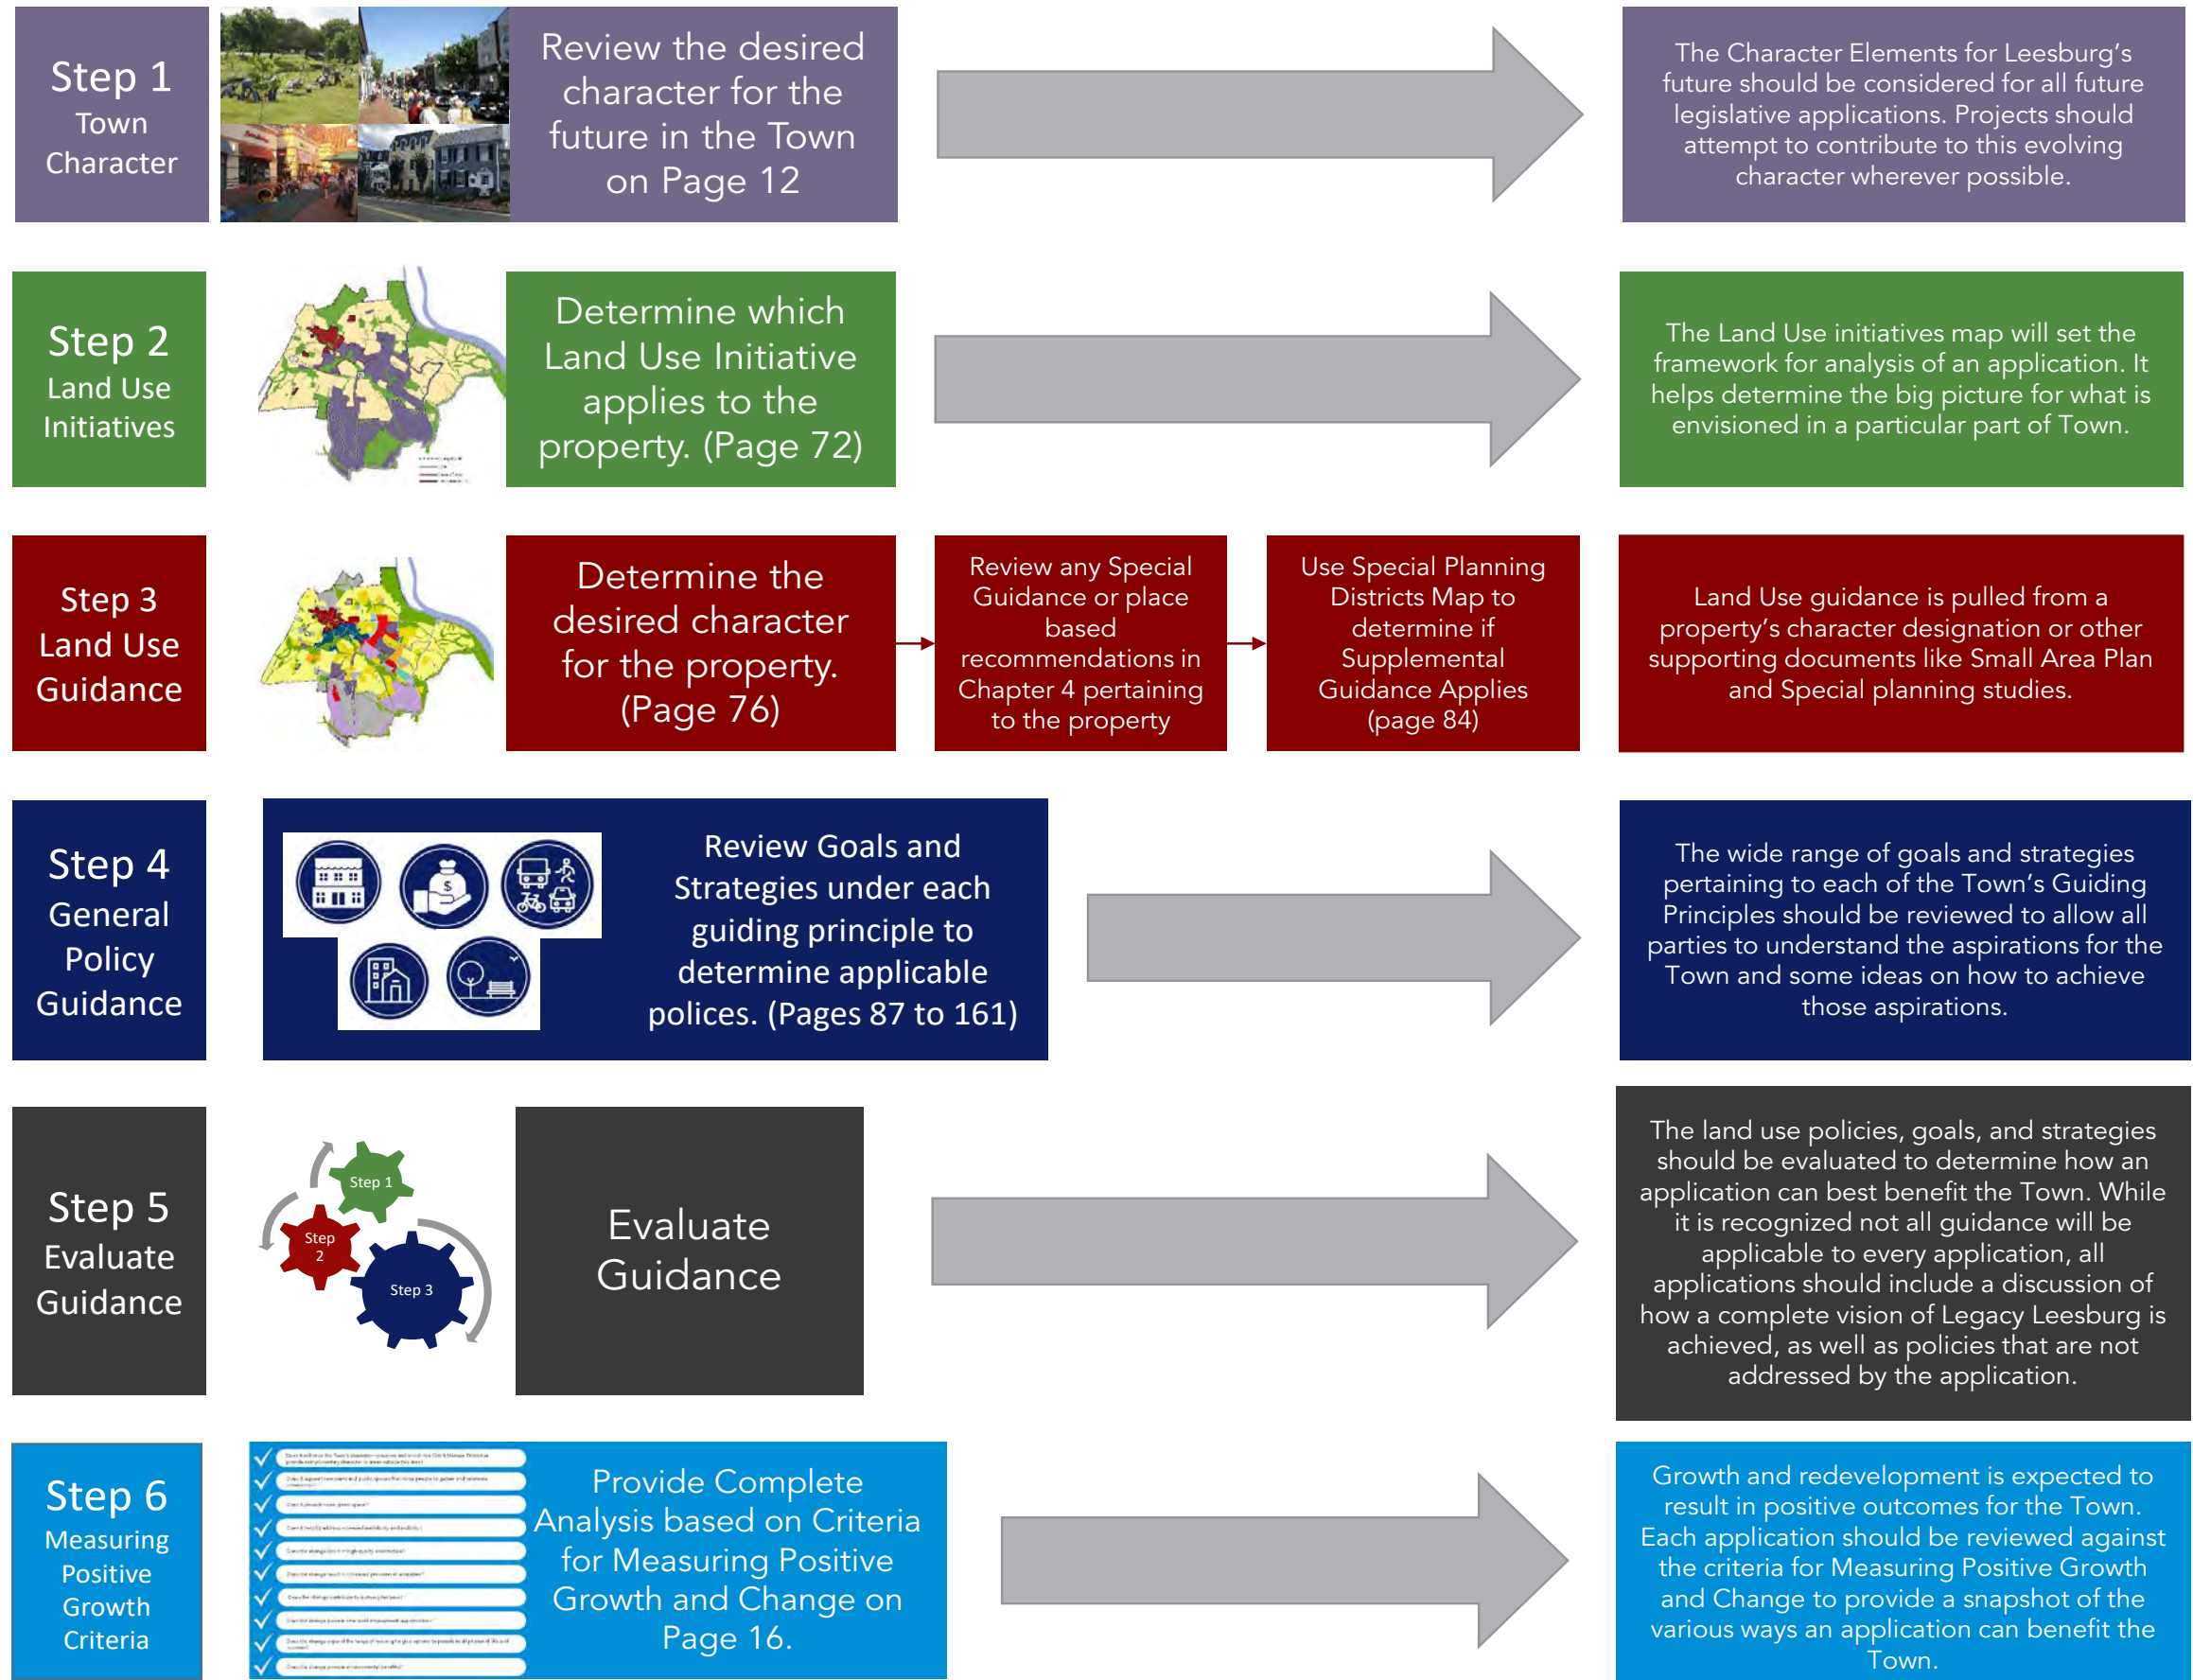 Step 1
Town
Character
Review the desired
character for the
future in the Town
on Page 12
The Character Elements for Leesburg's
future should be considered for all future
legislative applications. Projects should
attempt to contribute to this evolving
character wherever possible.
Step 2
Land Use
Initiatives
Determine which
Land Use Initiative
applies to the
property. (Page 72)
The Land Use initiatives map will set the
framework for analysis of an application. It
helps determine the big picture for what is
envisioned in a particular part of Town.
Step 3
Land Use
Guidance
Determine the
desired character
for the property.
(Page 76)
Review any Special
Guidance or place
based
recommendations in
Chapter 4 pertaining
to the property
Use Special Planning
Districts Map to
determine if
Supplemental
Guidance Applies
(page 84)
Land Use guidance is pulled from a
property's character designation or other
supporting documents like Small Area Plan
and Special planning studies.
Step 4
General
Policy
Guidance
Review Goals and
Strategies under each
guiding principle to
determine applicable
polices. (Pages 87 to 161)
The wide range of goals and strategies
pertaining to each of the Town's Guiding
Principles should be reviewed to allow all
parties to understand the aspirations for the
Town and some ideas on how to achieve
those aspirations.
Step 5
Evaluate
Guidance
Step 1
Step
2
Step 3
Evaluate
Guidance
The land use policies, goals, and strategies
should be evaluated to determine how an
application can best benefit the Town. While
it is recognized not all guidance will be
applicable to every application, all
applications should include a discussion of
how a complete vision of Legacy Leesburg is
achieved, as well as policies that are not
addressed by the application.
Step 6
Measuring
Positive
Growth
Criteria
Provide Complete
Analysis based on Criteria
for Measuring Positive
Growth and Change on
Page 16.
Growth and redevelopment is expected to
result in positive outcomes for the Town.
Each application should be reviewed against
the criteria for Measuring Positive Growth
and Change to provide a snapshot of the
various ways an application can benefit the
Town.